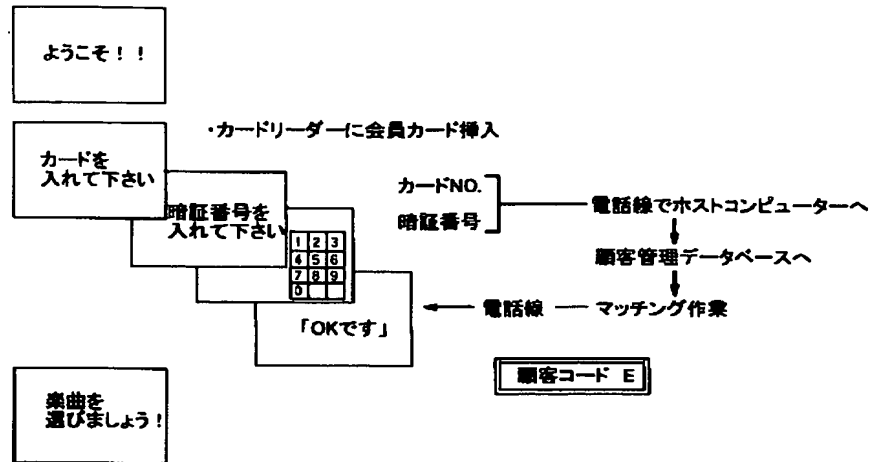 ようこそ！！
・カードリーダーに会員カード挿入
カードを
入れて下さい
暗証番号を
入れて下さい
1 2 3
4 5 6
7 8 9
0
カードNO.
暗証番号
電話線でホストコンピューターへ
顧客管理データベースへ
マッチング作業
電話線
「OKです」
顧客コード E
楽曲を
選びましょう！